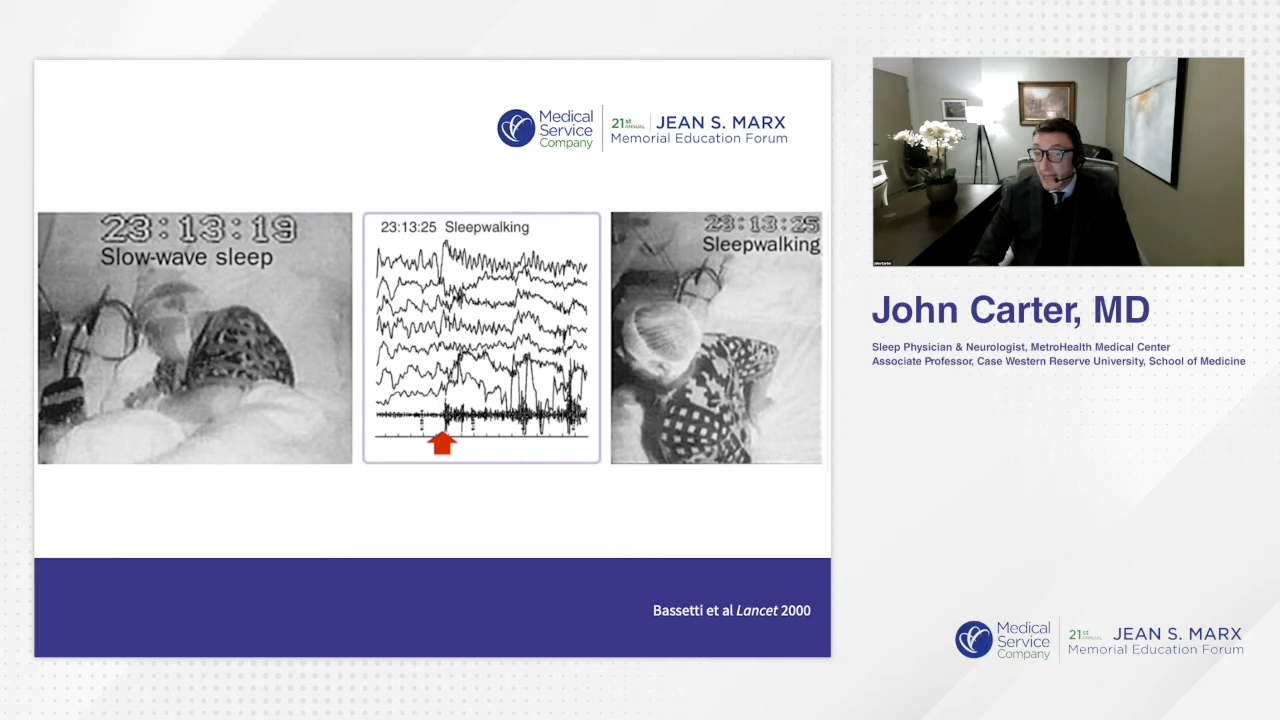 Medical
Service
Company
21st ANNUAL
JEAN S. MARX
Memorial Education Forum
23:13:19
Slow-wave sleep
23:13:25 Sleepwalking
23:13:25
Sleepwalking
Bassetti et al Lancet 2000
John Carter, MD
Sleep Physician & Neurologist, MetroHealth Medical Center
Associate Professor, Case Western Reserve University, School of Medicine
Medical
Service
Company
21st ANNUAL
JEAN S. MARX
Memorial Education Forum